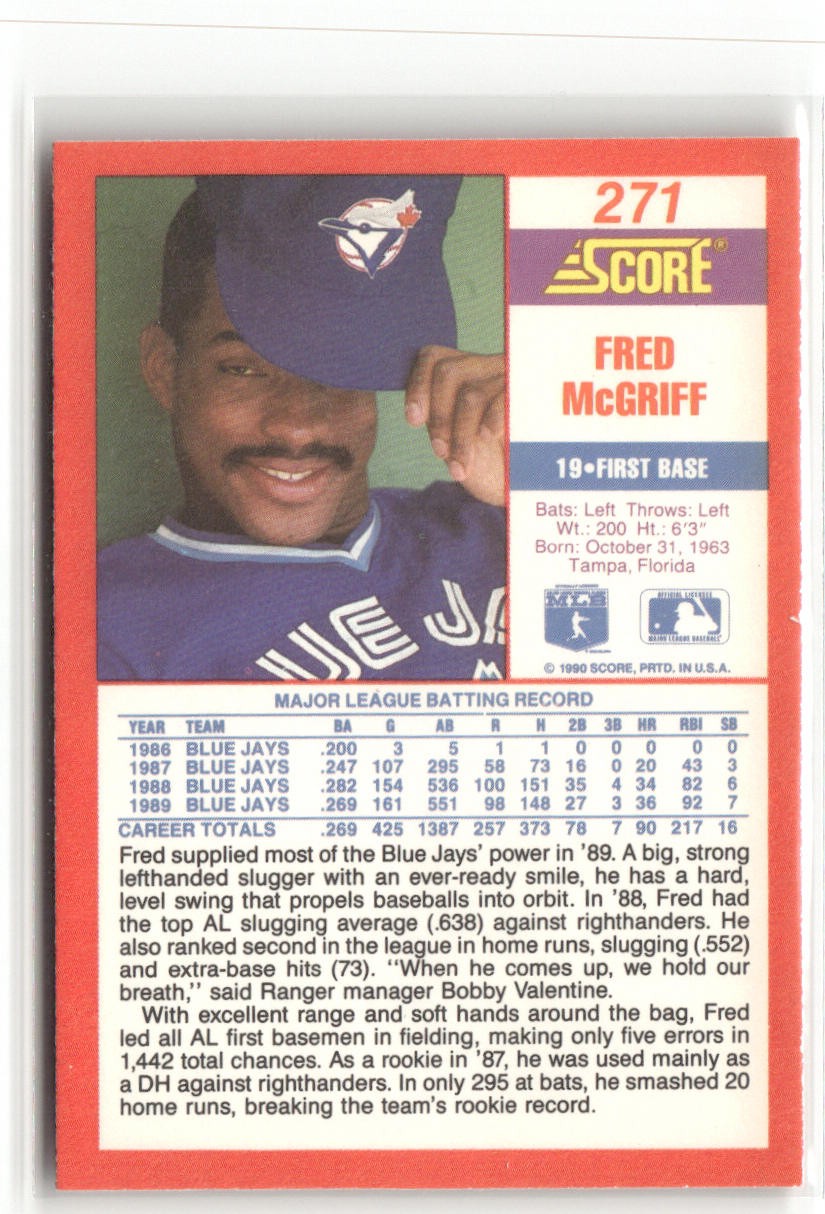 271
SCORE®
FRED
McGRIFF
19•FIRST BASE
Bats: Left Throws: Left
Wt.: 200 Ht.: 6'3"
Born: October 31, 1963
Tampa, Florida
MLB
OFFICIAL LICENSEE
MAJOR LEAGUE BASEBALL
© 1990 SCORE, PRTD. IN U.S.A.
UE JA
MAJOR LEAGUE BATTING RECORD
YEAR TEAM BA G AB R H 2B 3B HR RBI SB
1986 BLUE JAYS .200 3 5 1 1 0 0 0 0 0
1987 BLUE JAYS .247 107 295 58 73 16 0 20 43 3
1988 BLUE JAYS .282 154 536 100 151 35 4 34 82 6
1989 BLUE JAYS .269 161 551 98 148 27 3 36 92 7
CAREER TOTALS .269 425 1387 257 373 78 7 90 217 16
Fred supplied most of the Blue Jays' power in '89. A big, strong
lefthanded slugger with an ever-ready smile, he has a hard,
level swing that propels baseballs into orbit. In '88, Fred had
the top AL slugging average (.638) against righthanders. He
also ranked second in the league in home runs, slugging (.552)
and extra-base hits (73). "When he comes up, we hold our
breath," said Ranger manager Bobby Valentine.
With excellent range and soft hands around the bag, Fred
led all AL first basemen in fielding, making only five errors in
1,442 total chances. As a rookie in '87, he was used mainly as
a DH against righthanders. In only 295 at bats, he smashed 20
home runs, breaking the team's rookie record.